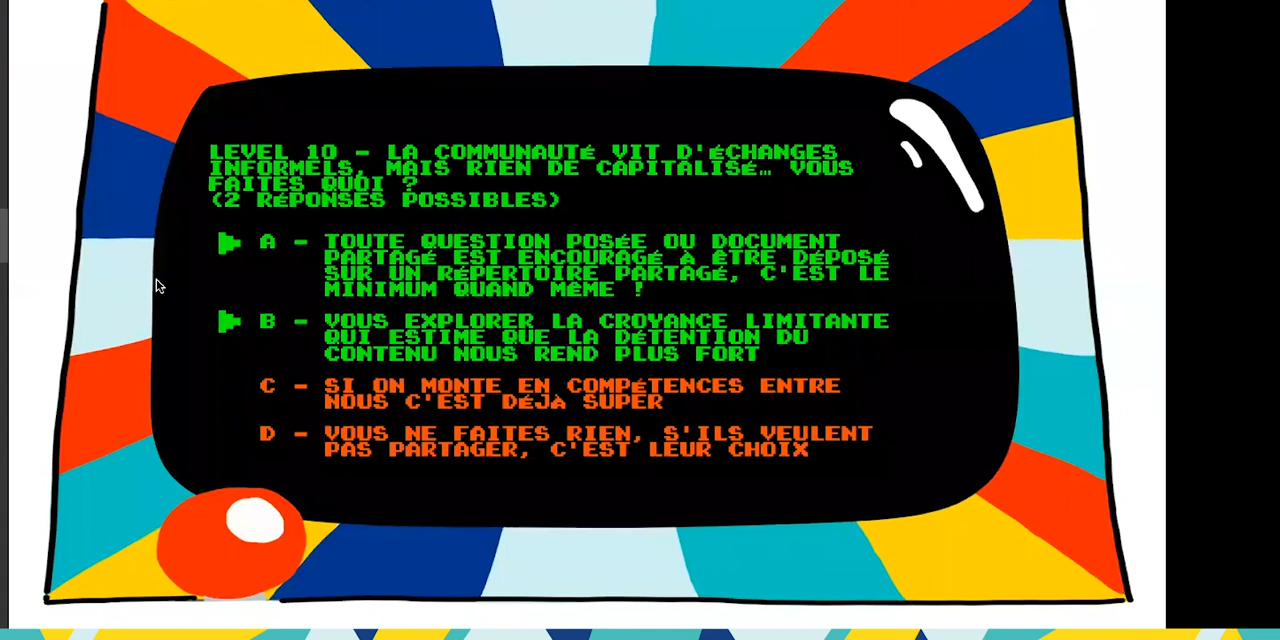 LEVEL 10 - LA COMMUNAUTÉ VIT D'ÉCHANGES
INFORMELS, MAIS RIEN DE CAPITALISÉ… VOUS
FAITES QUOI ?
(2 RÉPONSES POSSIBLES)
A - TOUTE QUESTION POSÉE OU DOCUMENT
PARTAGÉ EST ENCOURAGÉ À ÊTRE DÉPOSÉ
SUR UN RÉPERTOIRE PARTAGÉ, C'EST LE
MINIMUM QUAND MÊME !
B - VOUS EXPLORER LA CROYANCE LIMITANTE
QUI ESTIME QUE LA DÉTENTION DU
CONTENU NOUS REND PLUS FORT
C - SI ON MONTE EN COMPÉTENCES ENTRE
NOUS C'EST DÉJÀ SUPER
D - VOUS NE FAITES RIEN, S'ILS VEULENT
PAS PARTAGER, C'EST LEUR CHOIX